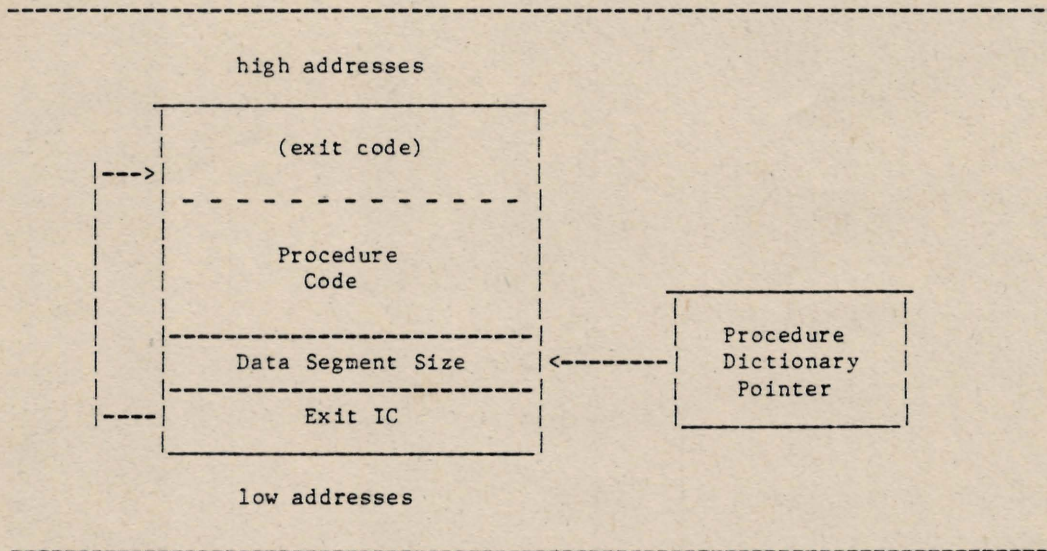 high addresses
(exit code)
Procedure
Code
Data Segment Size
Exit IC
low addresses
Procedure
Dictionary
Pointer